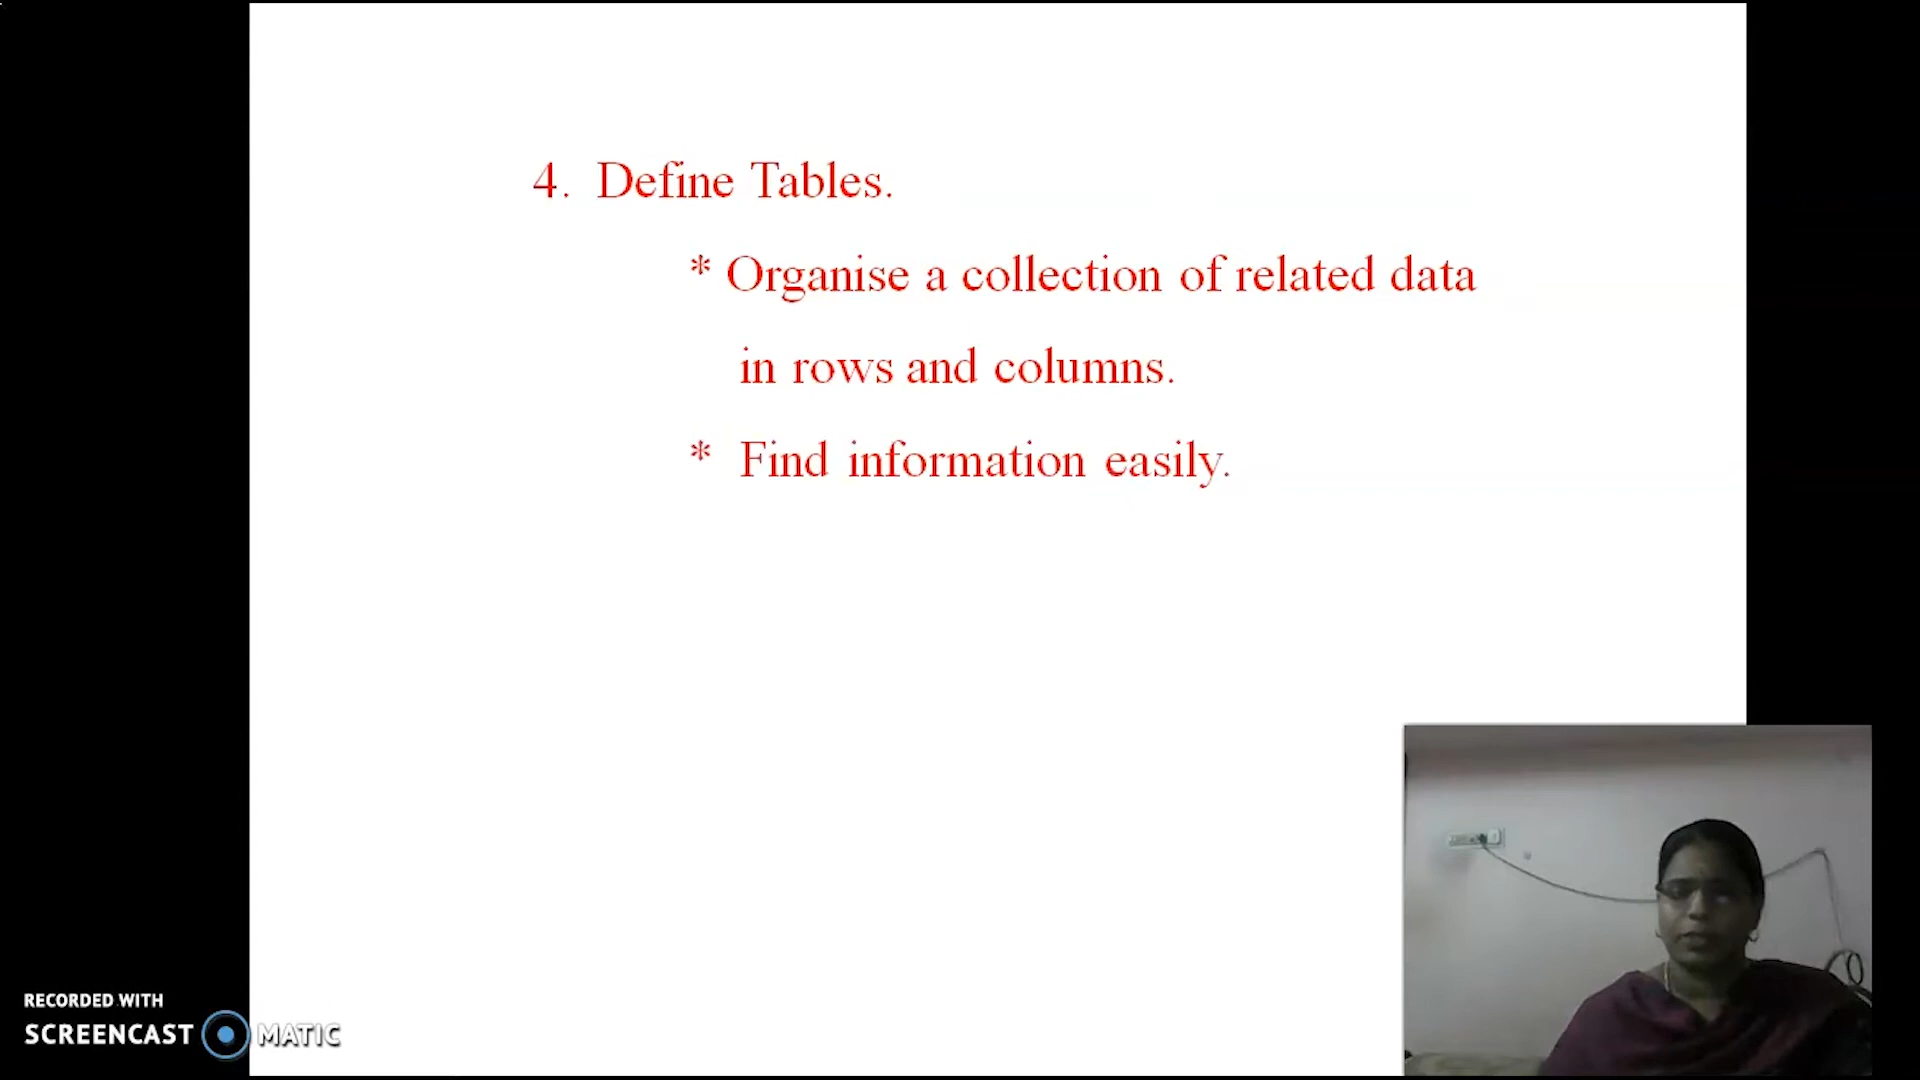 4. Define Tables.
* Organise a collection of related data
in rows and columns.
* Find information easily.
RECORDED WITH
SCREENCAST MATIC